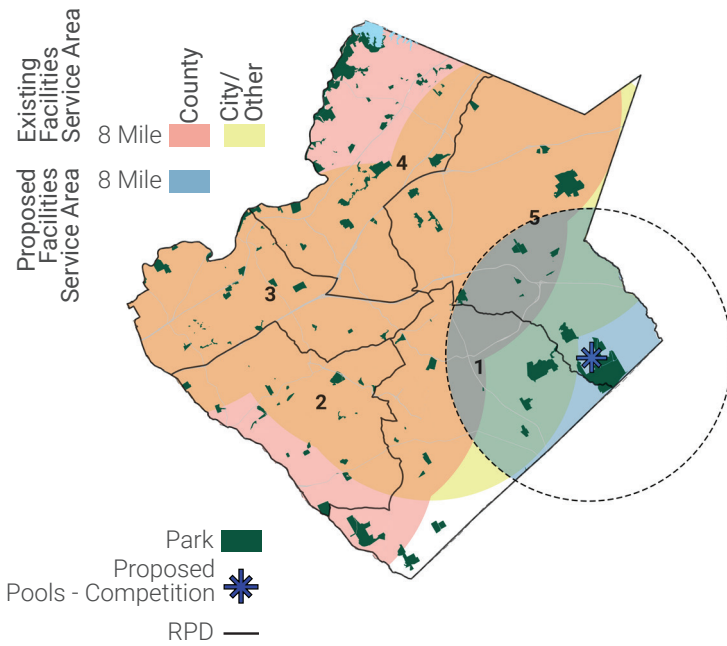 Existing
Facilities
Service Area
County
City/
Other
8 Mile
Proposed
Facilities
Service Area
8 Mile
4
5
3
1
2
Park
Proposed
Pools - Competition
RPD